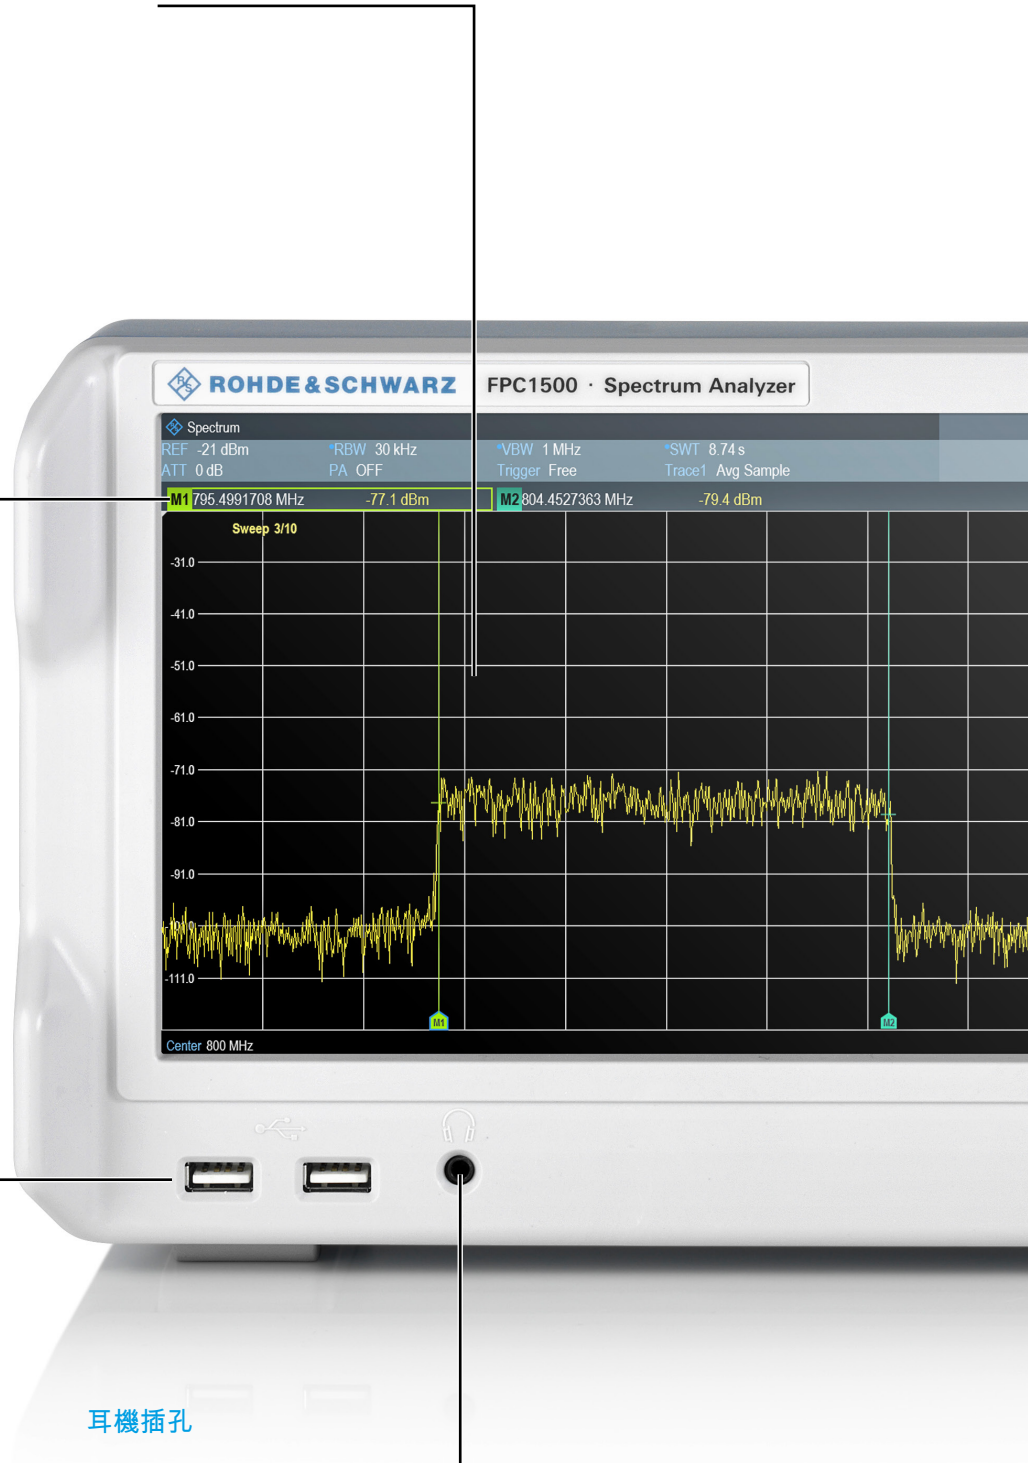 ROHDE & SCHWARZ FPC1500 · Spectrum Analyzer
Spectrum
REF -21 dBm *RBW 30 kHz *VBW 1 MHz *SWT 8.74 s
ATT 0 dB PA OFF Trigger Free Trace1 Avg Sample
M1 795.4991708 MHz -77.1 dBm M2 804.4527363 MHz -79.4 dBm
Sweep 3/10
-31.0
-41.0
-51.0
-61.0
-71.0
-81.0
-91.0
-111.0
M1 M2
Center 800 MHz
耳機插孔